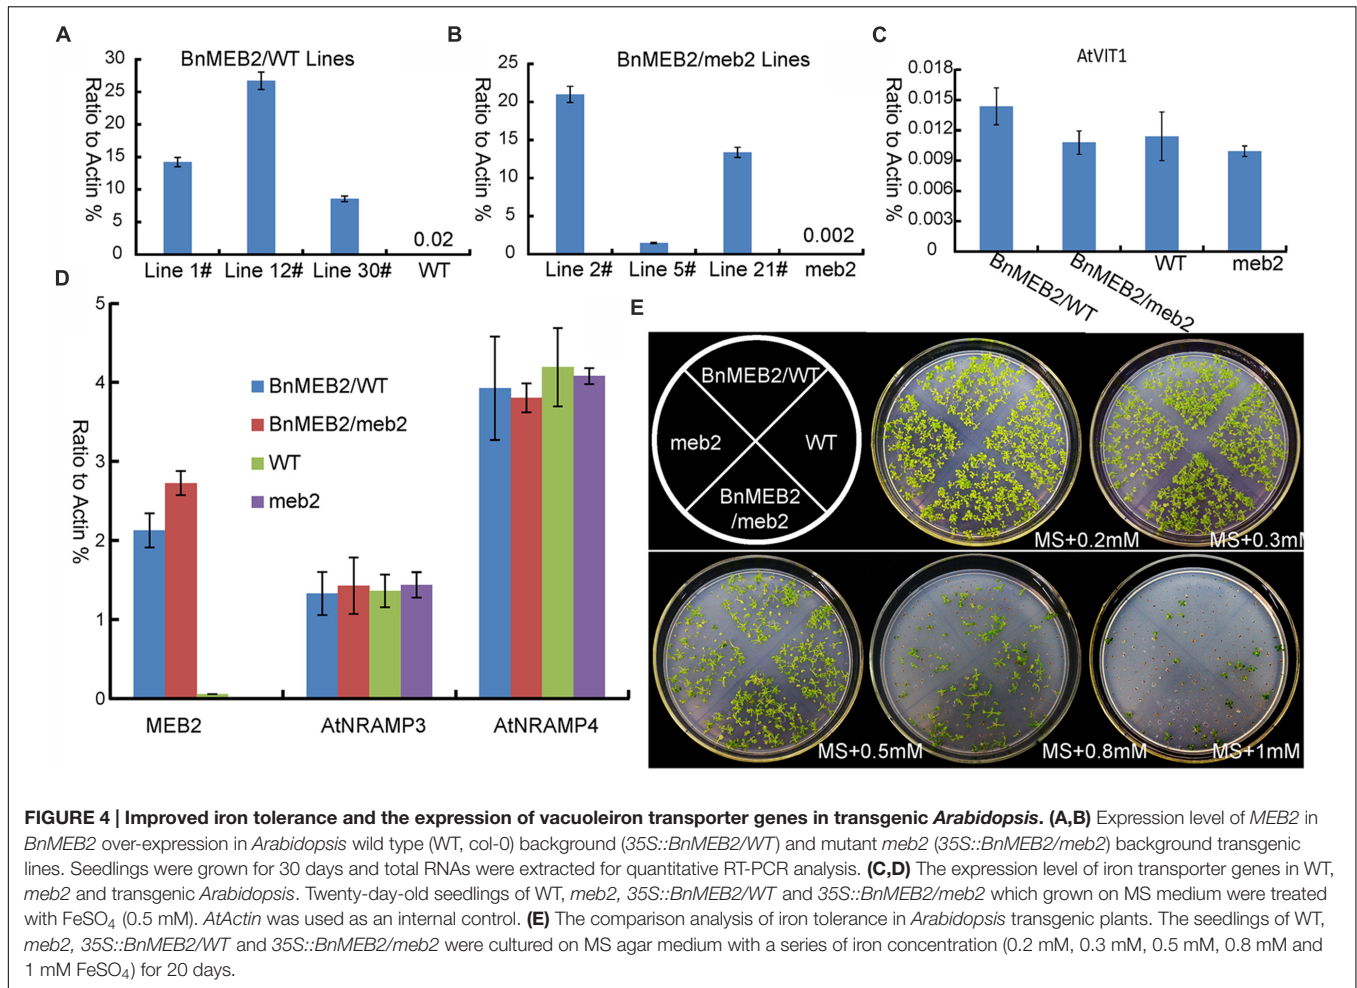 A
BnMEB2/WT Lines
Ratio to Actin %
30
25
20
15
10
5
0
0.02
Line 1# Line 12# Line 30# WT
B
BnMEB2/meb2 Lines
Ratio to Actin %
25
20
15
10
5
0
0.002
Line 2# Line 5# Line 21# meb2
C
AtVIT1
Ratio to Actin %
0.018
0.015
0.012
0.009
0.006
0.003
0
BnMEB2/WT BnMEB2/meb2 WT meb2
D
Ratio to Actin %
5
4
3
2
1
0
BnMEB2/WT
BnMEB2/meb2
WT
meb2
MEB2 AtNRAMP3 AtNRAMP4
E
BnMEB2/WT
meb2 WT
BnMEB2
/meb2
MS+0.2mM
MS+0.3mM
MS+0.5mM
MS+0.8mM
MS+1mM
FIGURE 4 | Improved iron tolerance and the expression of vacuoleiron transporter genes in transgenic Arabidopsis. (A,B) Expression level of MEB2 in
BnMEB2 over-expression in Arabidopsis wild type (WT, col-0) background (35S::BnMEB2/WT) and mutant meb2 (35S::BnMEB2/meb2) background transgenic
lines. Seedlings were grown for 30 days and total RNAs were extracted for quantitative RT-PCR analysis. (C,D) The expression level of iron transporter genes in WT,
meb2 and transgenic Arabidopsis. Twenty-day-old seedlings of WT, meb2, 35S::BnMEB2/WT and 35S::BnMEB2/meb2 which grown on MS medium were treated
with FeSO₄ (0.5 mM). AtActin was used as an internal control. (E) The comparison analysis of iron tolerance in Arabidopsis transgenic plants. The seedlings of WT,
meb2, 35S::BnMEB2/WT and 35S::BnMEB2/meb2 were cultured on MS agar medium with a series of iron concentration (0.2 mM, 0.3 mM, 0.5 mM, 0.8 mM and
1 mM FeSO₄) for 20 days.